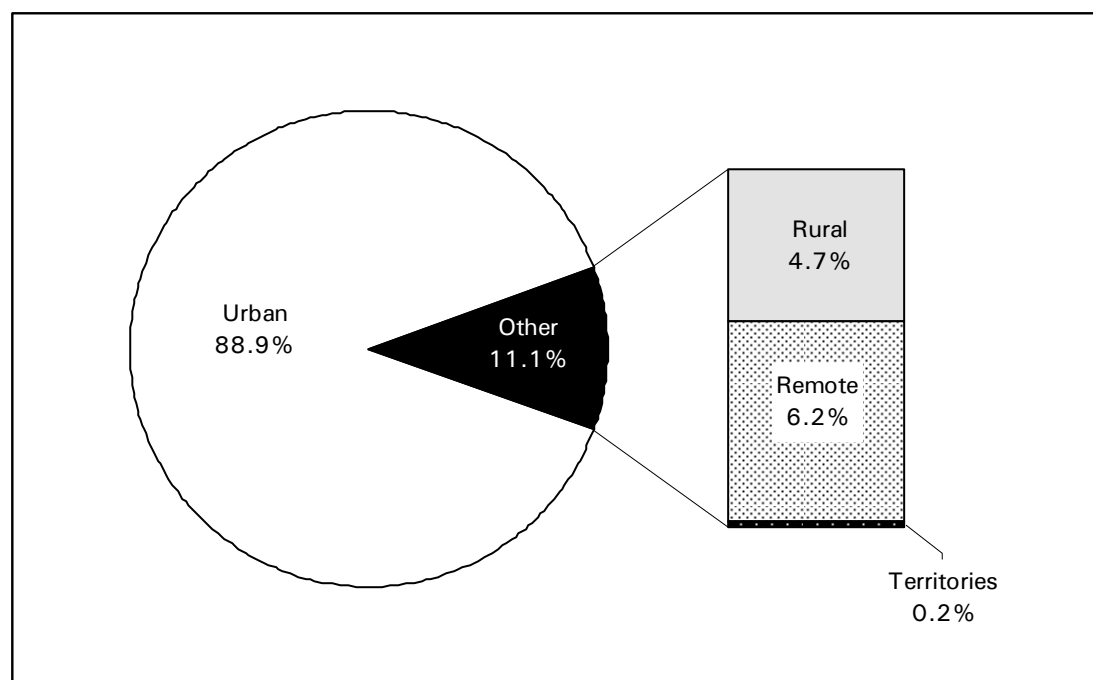 Urban
88.9%
Other
11.1%
Rural
4.7%
Remote
6.2%
Territories
0.2%